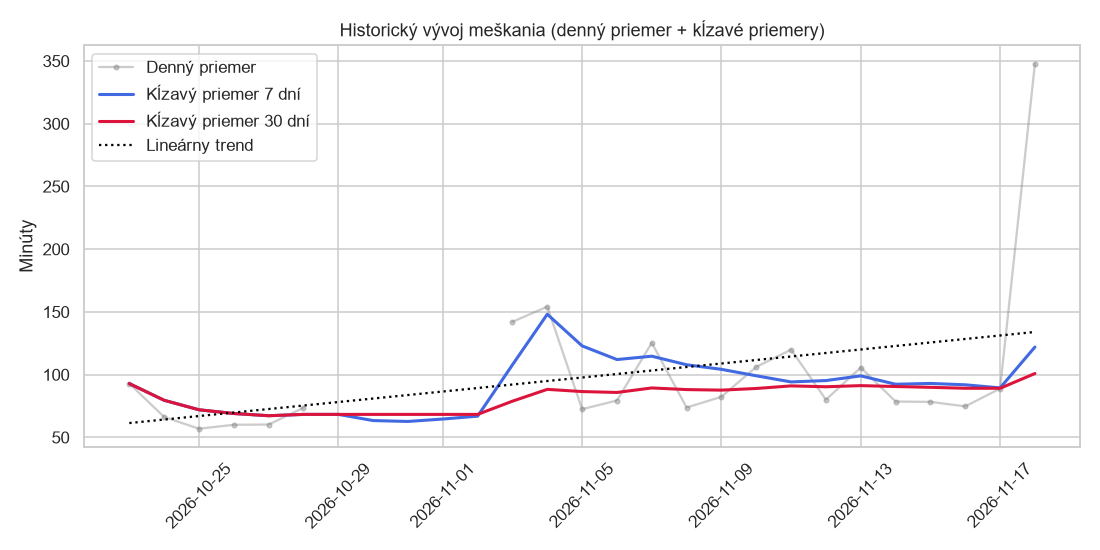 Historický vývoj meškania (denný priemer + kĺzavé priemery)
Denný priemer
Kĺzavý priemer 7 dní
Kĺzavý priemer 30 dní
Lineárny trend
Minúty
350
300
250
200
150
100
50
2026-10-25
2026-10-29
2026-11-01
2026-11-05
2026-11-09
2026-11-13
2026-11-17